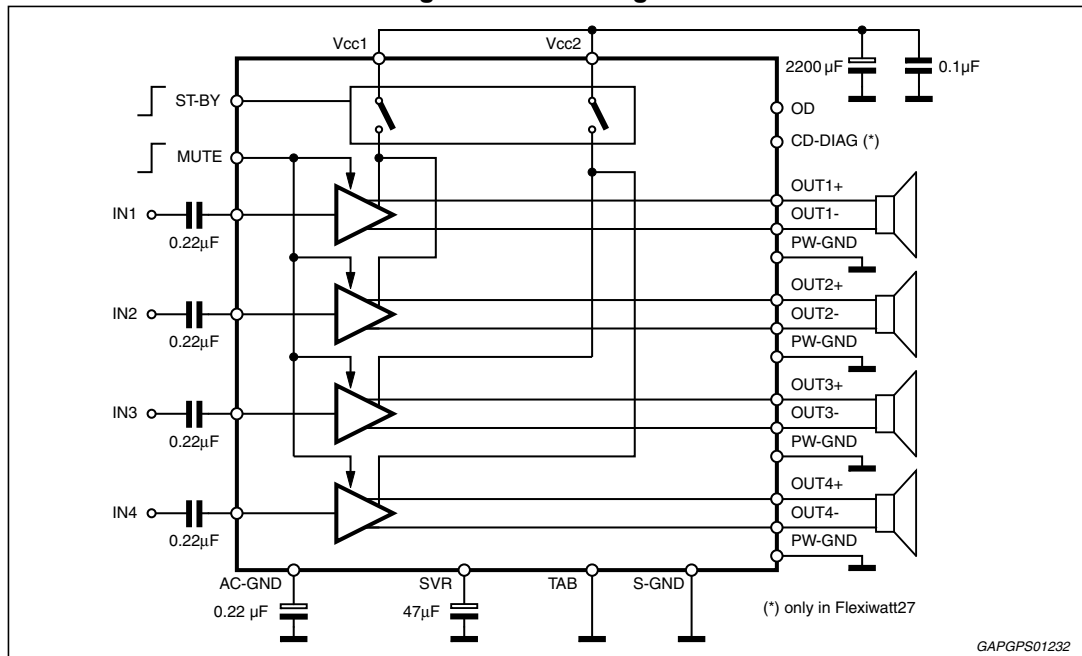 Vcc1
Vcc2
2200 µF
0.1µF
ST-BY
OD
CD-DIAG (*)
MUTE
OUT1+
IN1
OUT1-
0.22µF
PW-GND
OUT2+
IN2
OUT2-
0.22µF
PW-GND
OUT3+
IN3
OUT3-
0.22µF
PW-GND
OUT4+
IN4
OUT4-
0.22µF
PW-GND
AC-GND
SVR
TAB
S-GND
0.22 µF
47µF
(*) only in Flexiwatt27
GAPGPS01232